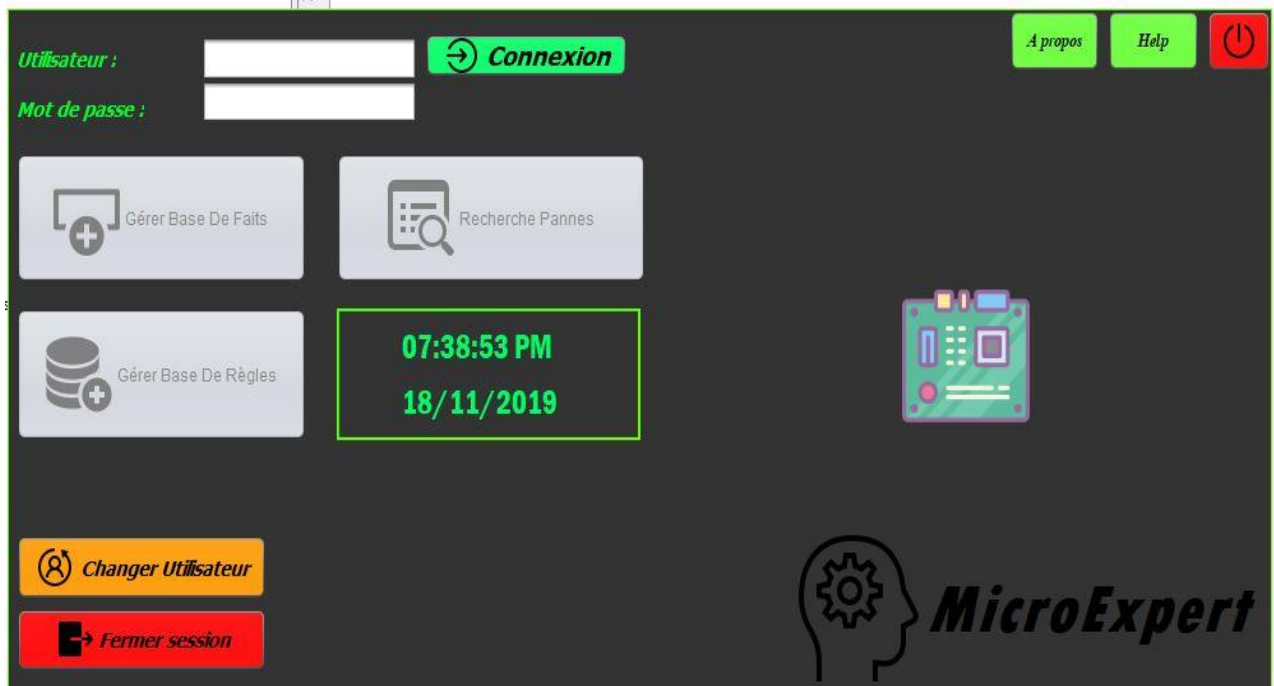 Utilisateur :
Connexion
A propos
Help
Mot de passe :
Gérer Base De Faits
Recherche Pannes
Gérer Base De Règles
07:38:53 PM
18/11/2019
Changer Utilisateur
Fermer session
MicroExpert